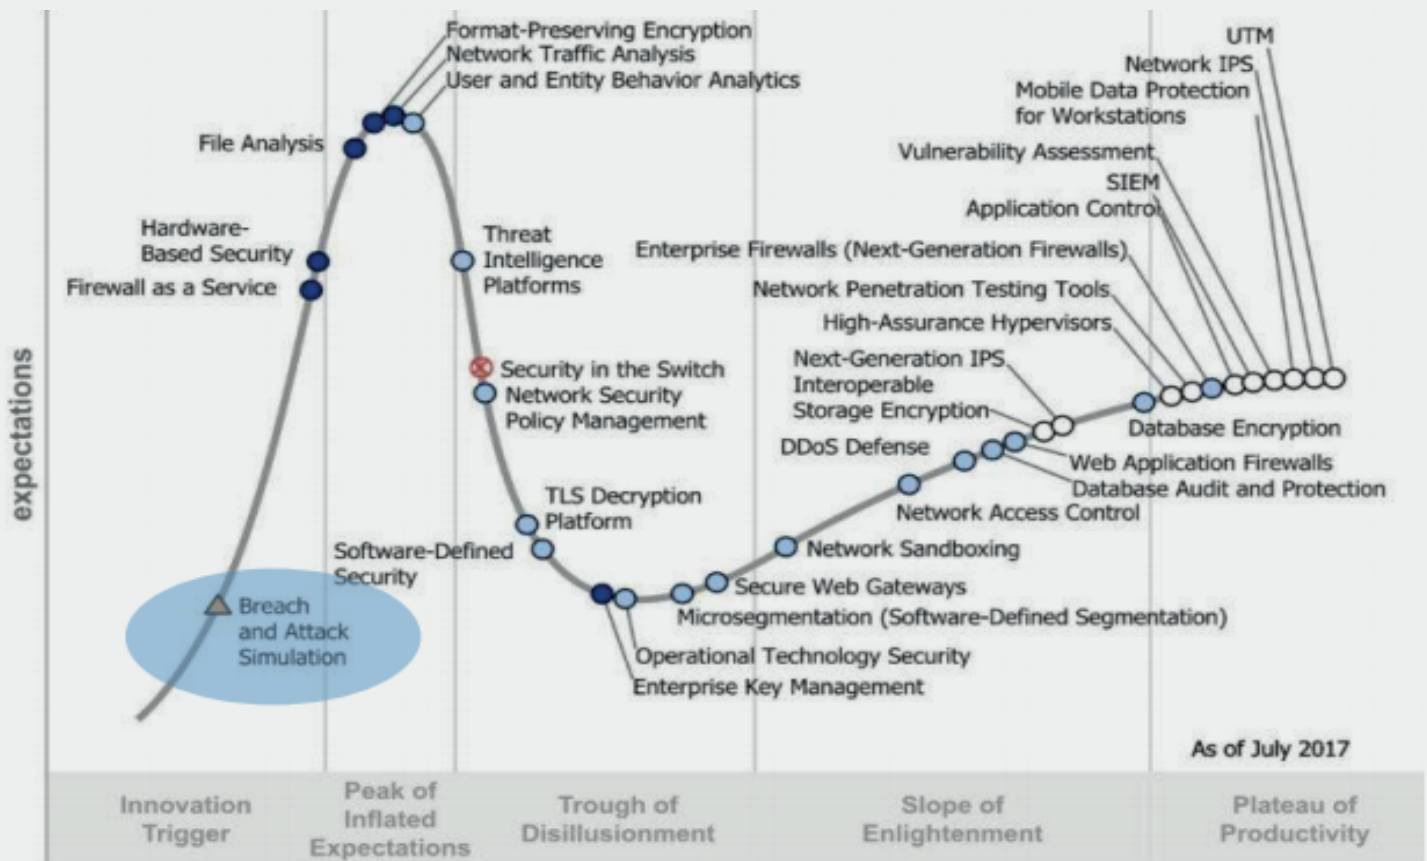 Format-Preserving Encryption
Network Traffic Analysis
User and Entity Behavior Analytics
File Analysis
Hardware-
Based Security
Firewall as a Service
Threat
Intelligence
Platforms
Security in the Switch
Network Security
Policy Management
TLS Decryption
Platform
Software-Defined
Security
Breach
and Attack
Simulation
UTM
Network IPS
Mobile Data Protection
for Workstations
Vulnerability Assessment
SIEM
Application Control
Enterprise Firewalls (Next-Generation Firewalls)
Network Penetration Testing Tools
High-Assurance Hypervisors
Next-Generation IPS
Interoperable
Storage Encryption
DDoS Defense
Database Encryption
Web Application Firewalls
Database Audit and Protection
Network Access Control
Network Sandboxing
Secure Web Gateways
Microsegmentation (Software-Defined Segmentation)
Operational Technology Security
Enterprise Key Management
As of July 2017
expectations
Innovation
Trigger
Peak of
Inflated
Expectations
Trough of
Disillusionment
Slope of
Enlightenment
Plateau of
Productivity